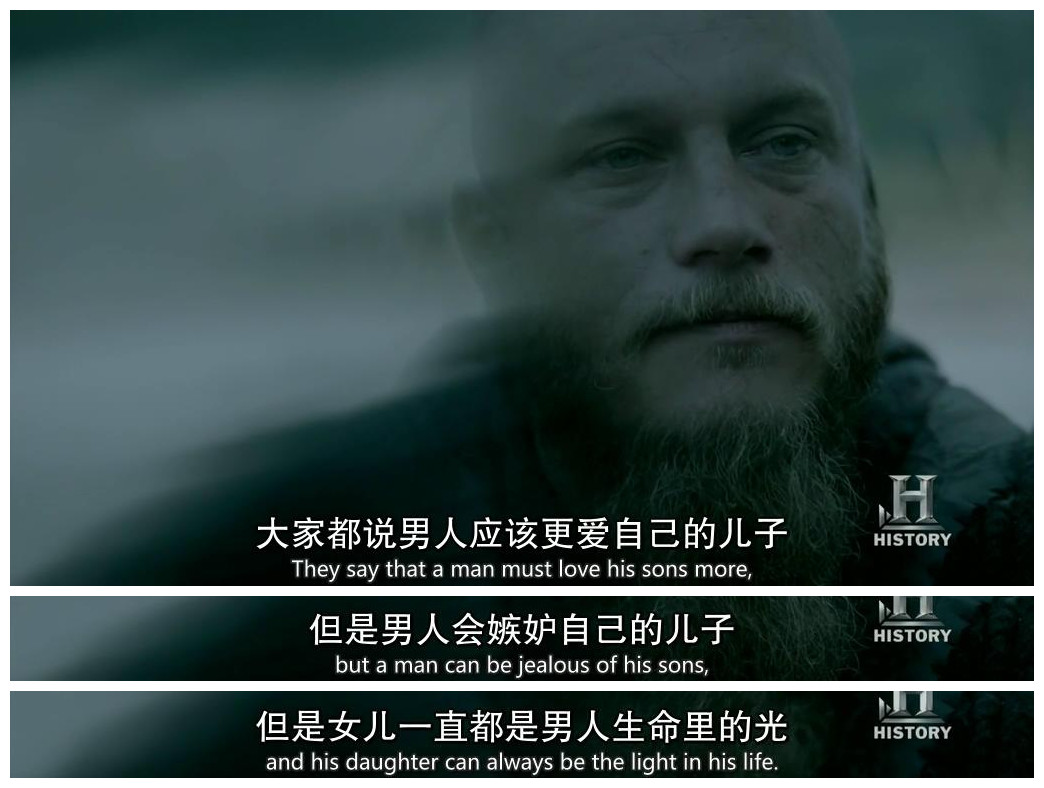 大家都说男人应该更爱自己的儿子
They say that a man must love his sons more,
H
HISTORY
但是男人会嫉妒自己的儿子
but a man can be jealous of his sons,
HISTORY
但是女儿一直都是男人生命里的光
and his daughter can always be the light in his life.
HISTORY